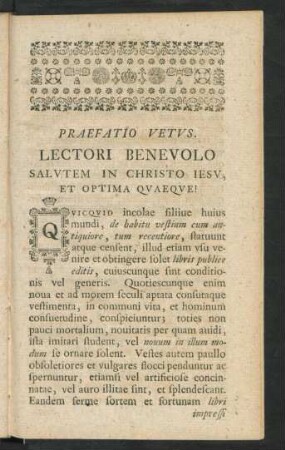 PRAEFATIO VETVS.
LECTORI BENEVOLO
SALVTEM IN CHRISTO IESV,
ET OPTIMA QVAEQVE!
QVICQVID incolae filiive huius
mundi, de habitu vestium cum an-
tiquiore, tum recentiore, statuunt
atque censent, illud etiam vsu ve-
nire et obtingere solet libris publice
editis, cuiuscunque sint conditio-
nis vel generis. Quotiescunque enim
noua et ad morem seculi aptata consutaque
vestimenta, in communi vita, et hominum
consuetudine, conspiciuntur; toties non
pauci mortalium, nouitatis per quam auidi,
ista imitari student, vel nouum in illum mo-
dum se ornare solent. Vestes autem paullo
obsoletiores et vulgares flocci penduntur ac
spernuntur, etiamsi vel artificiose concin-
natae, vel auro illitae sint, et splendescant.
Eandem ferme sortem et fortunam libri
impressi